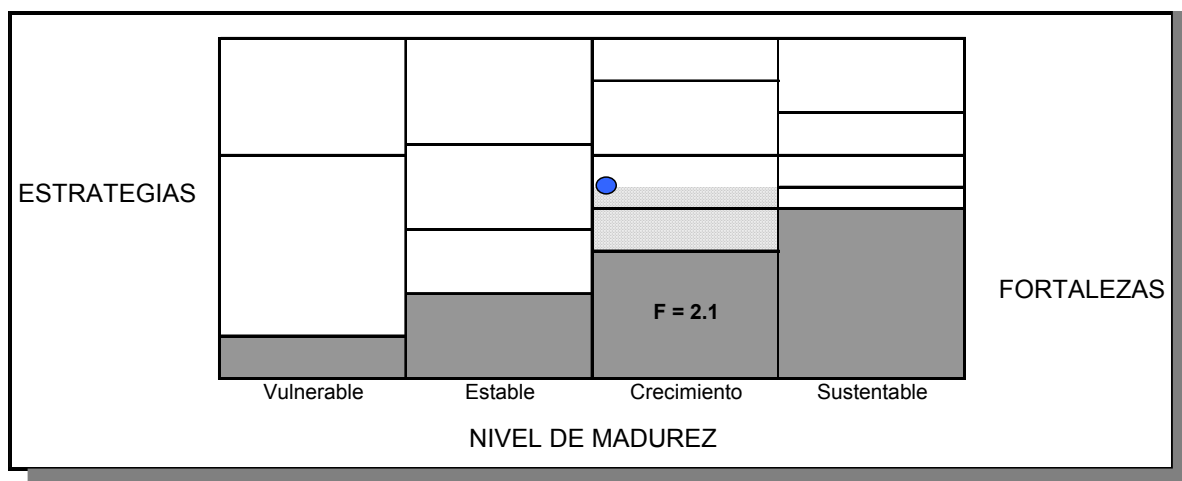 ESTRATEGIAS
FORTALEZAS
F = 2.1
Vulnerable
Estable
Crecimiento
Sustentable
NIVEL DE MADUREZ